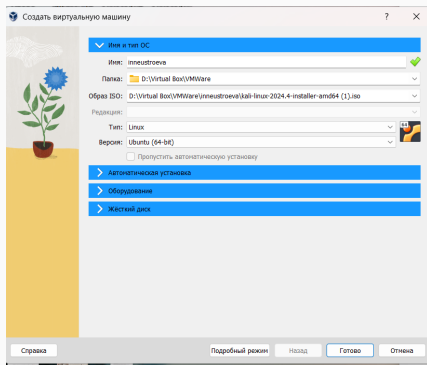 Создать виртуальную машину
Имя и тип ОС
Имя: inneustroeva
Папка: D:\Virtual Box\VMWare
Образ ISO: D:\Virtual Box\VMWare\inneustroeva\kali-linux-2024.4-installer-amd64 (1).iso
Редакция:
Тип: Linux
Версия: Ubuntu (64-bit)
Пропустить автоматическую установку
Автоматическая установка
Оборудование
Жёсткий диск
Справка Подробный режим Назад Готово Отмена